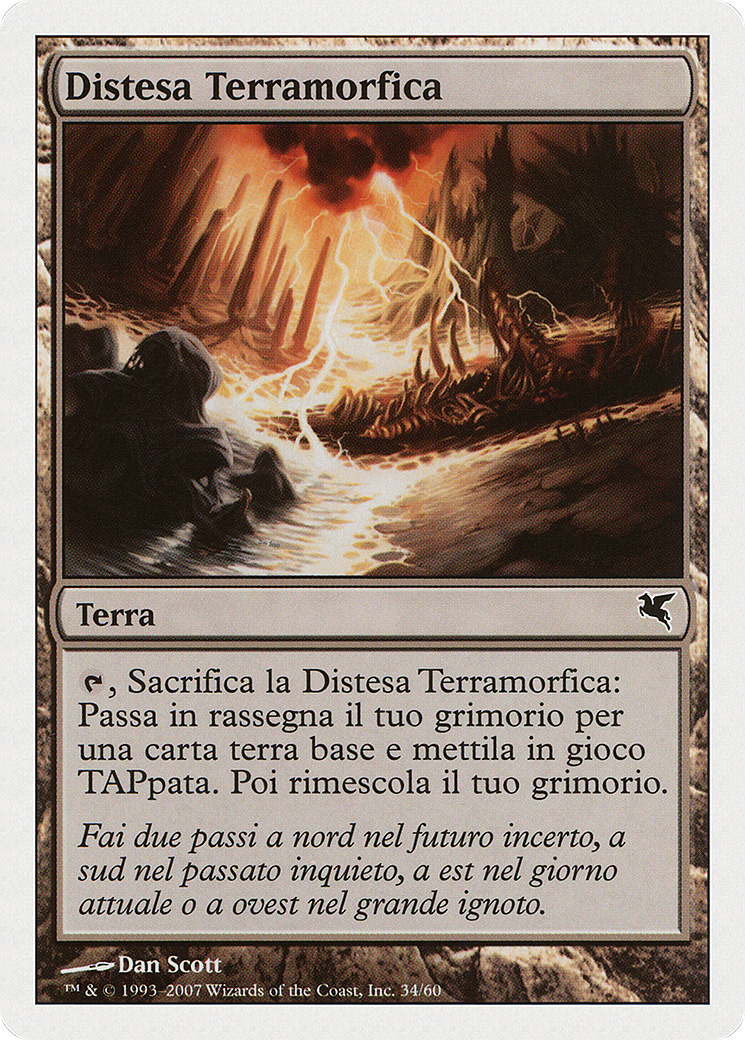 Distesa Terramorfica
Terra
, Sacrifica la Distesa Terramorfica:
Passa in rassegna il tuo grimorio per
una carta terra base e mettila in gioco
TAPpata. Poi rimescola il tuo grimorio.
Fai due passi a nord nel futuro incerto, a
sud nel passato inquieto, a est nel giorno
attuale o a ovest nel grande ignoto.
Dan Scott
™ & © 1993–2007 Wizards of the Coast, Inc. 34/60